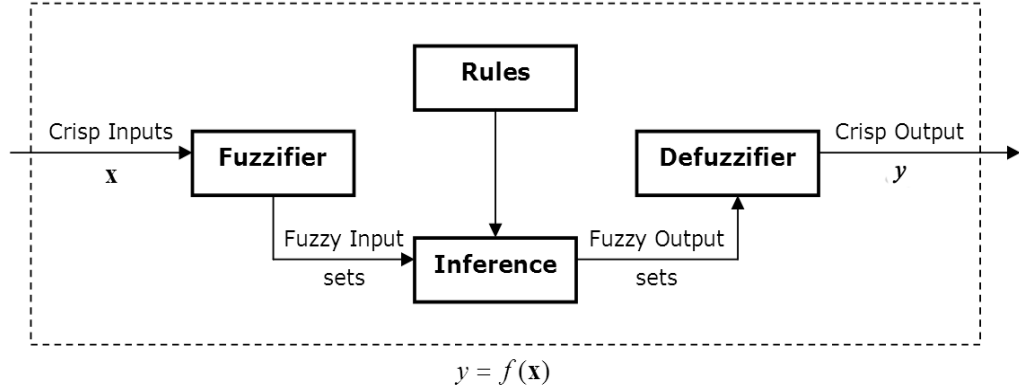 Rules
Crisp Inputs
x
Fuzzifier
Defuzzifier
Crisp Output
y
Fuzzy Input
sets
Inference
Fuzzy Output
sets
y = f(x)